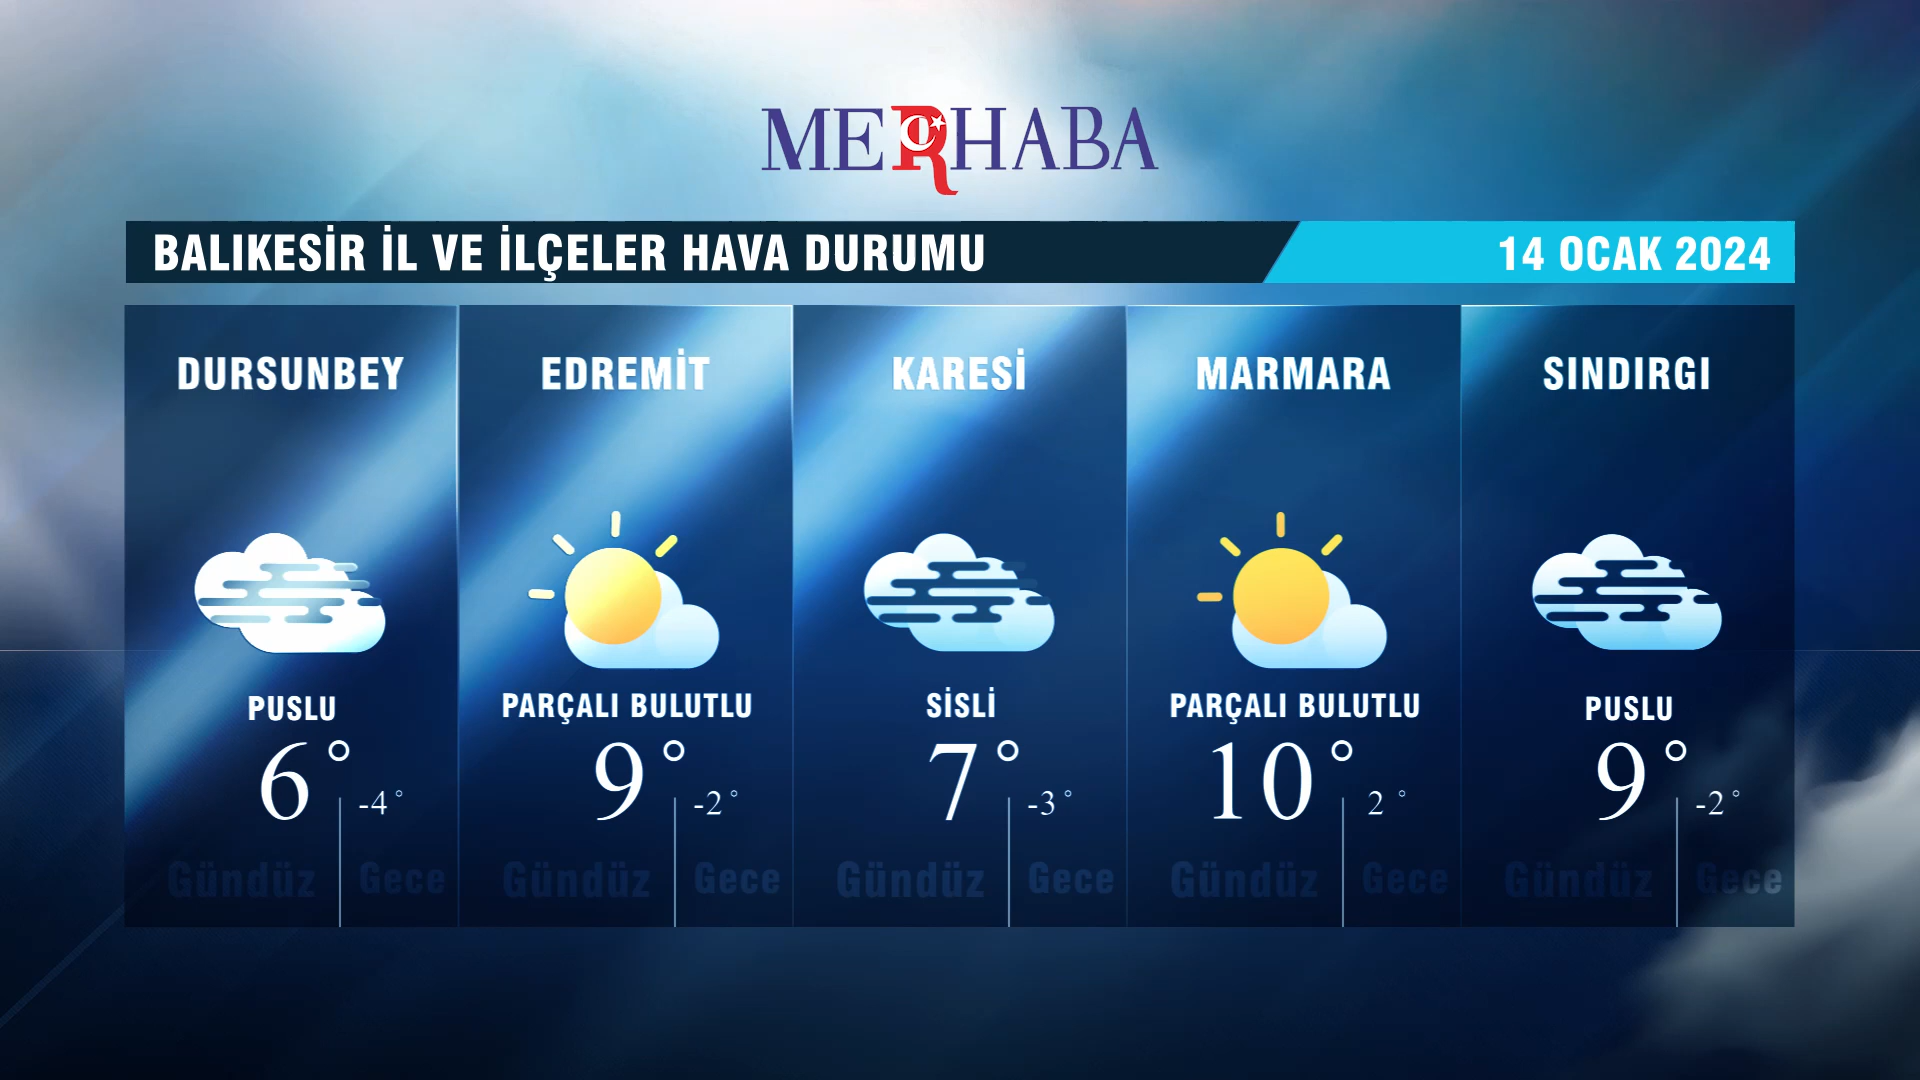 MERHABA
BALIKESİR İL VE İLÇELER HAVA DURUMU
14 OCAK 2024
DURSUNBEY
PUSLU
6° -4°
Gündüz Gece
EDREMİT
PARÇALI BULUTLU
9° -2°
Gündüz Gece
KARESİ
SİSLİ
7° -3°
Gündüz Gece
MARMARA
PARÇALI BULUTLU
10° 2°
Gündüz Gece
SINDIRGI
PUSLU
9° -2°
Gündüz Gece